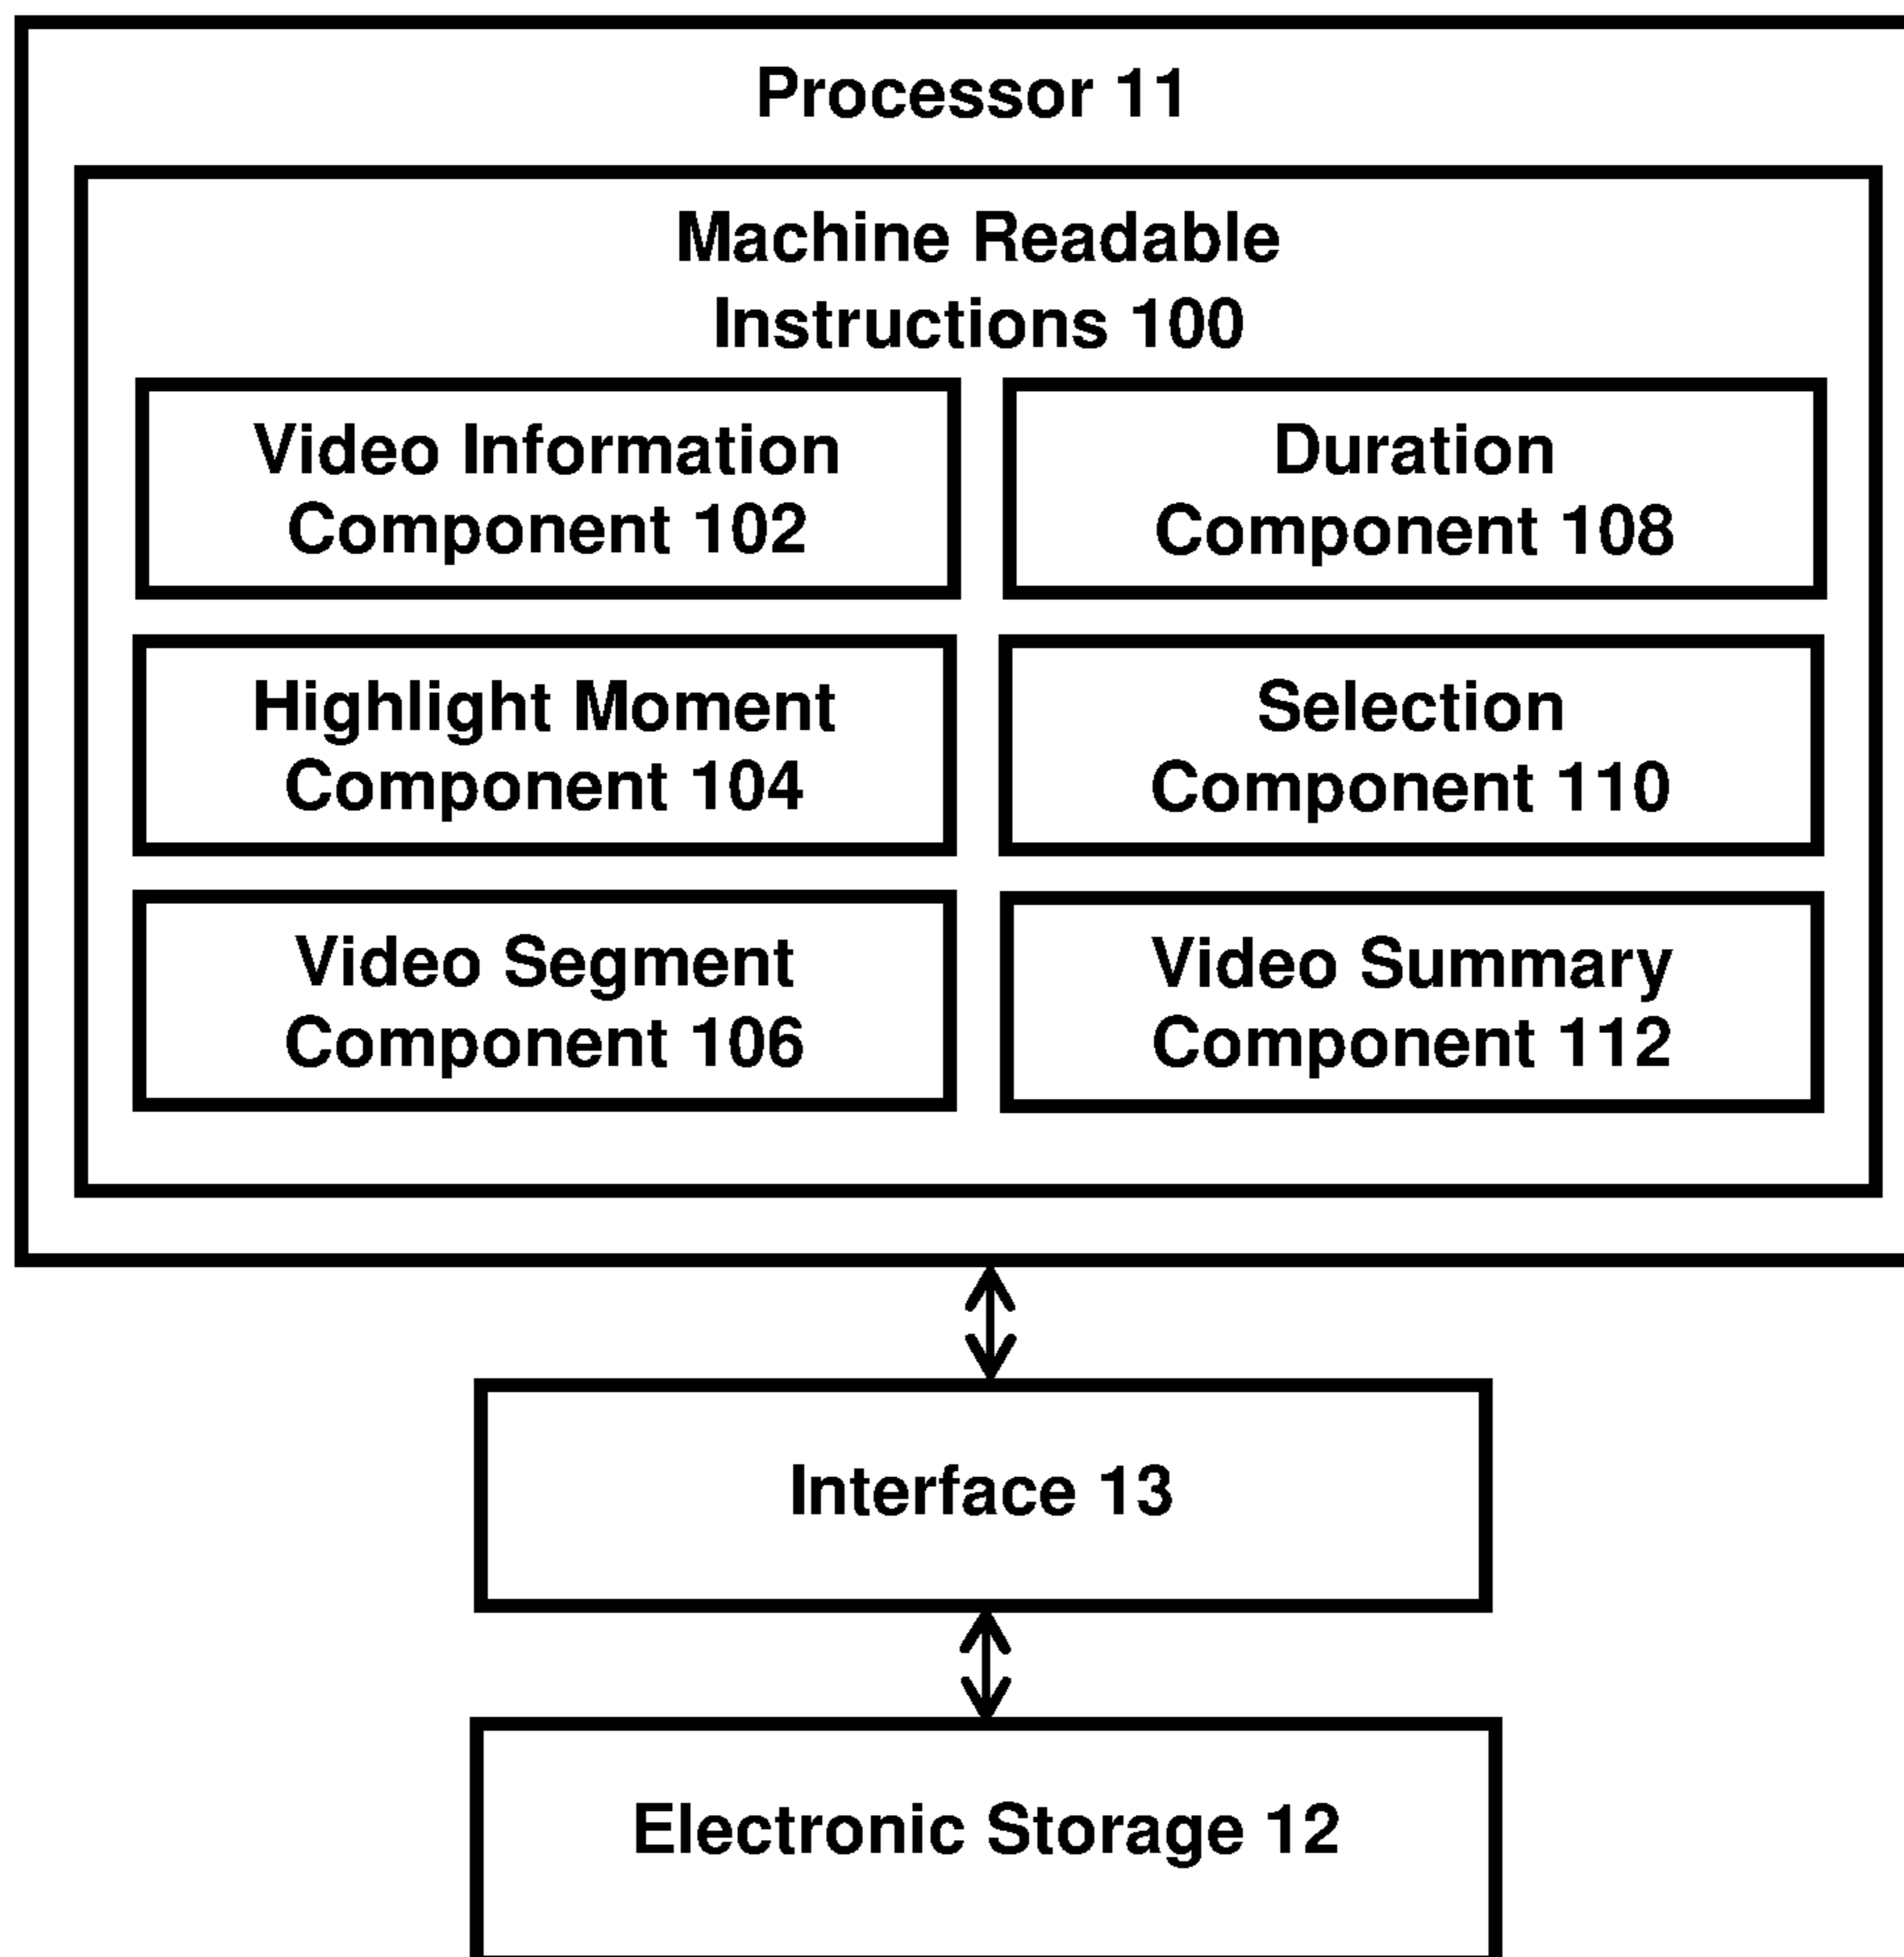 Processor 11
Machine Readable
Instructions 100
Video Information
Component 102
Duration
Component 108
Highlight Moment
Component 104
Selection
Component 110
Video Segment
Component 106
Video Summary
Component 112
Interface 13
Electronic Storage 12